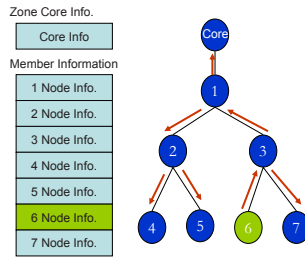 Zone Core Info.
Core Info
Member Information
1 Node Info.
2 Node Info.
3 Node Info.
4 Node Info.
5 Node Info.
6 Node Info.
7 Node Info.
Core
1
2
3
4
5
6
7